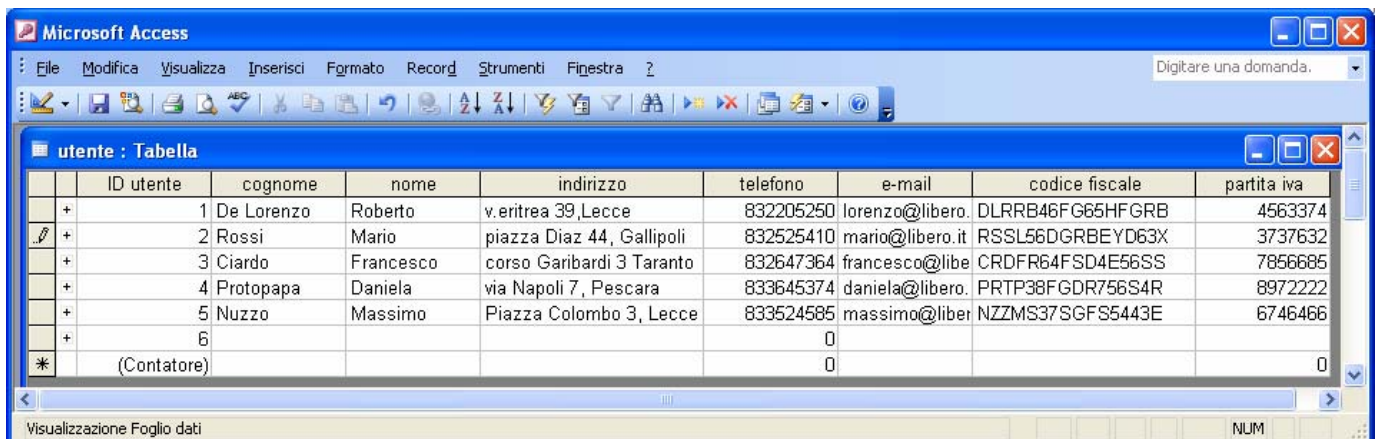 Microsoft Access
File Modifica Visualizza Inserisci Formato Record Strumenti Finestra ? Digitare una domanda.
utente : Tabella
ID utente cognome nome indirizzo telefono e-mail codice fiscale partita iva
+ 1 De Lorenzo Roberto v.eritrea 39,Lecce 832205250 lorenzo@libero. DLRRB46FG65HFGRB 4563374
+ 2 Rossi Mario piazza Diaz 44, Gallipoli 832525410 mario@libero.it RSSL56DGRBEYD63X 3737632
+ 3 Ciardo Francesco corso Garibardi 3 Taranto 832647364 francesco@libe CRDFR64FSD4E56SS 7856685
+ 4 Protopapa Daniela via Napoli 7, Pescara 833645374 daniela@libero. PRTP38FGDR756S4R 8972222
+ 5 Nuzzo Massimo Piazza Colombo 3, Lecce 833524585 massimo@liber NZZMS37SGFS5443E 6746466
+ 6 0
* (Contatore) 0 0
Visualizzazione Foglio dati NUM